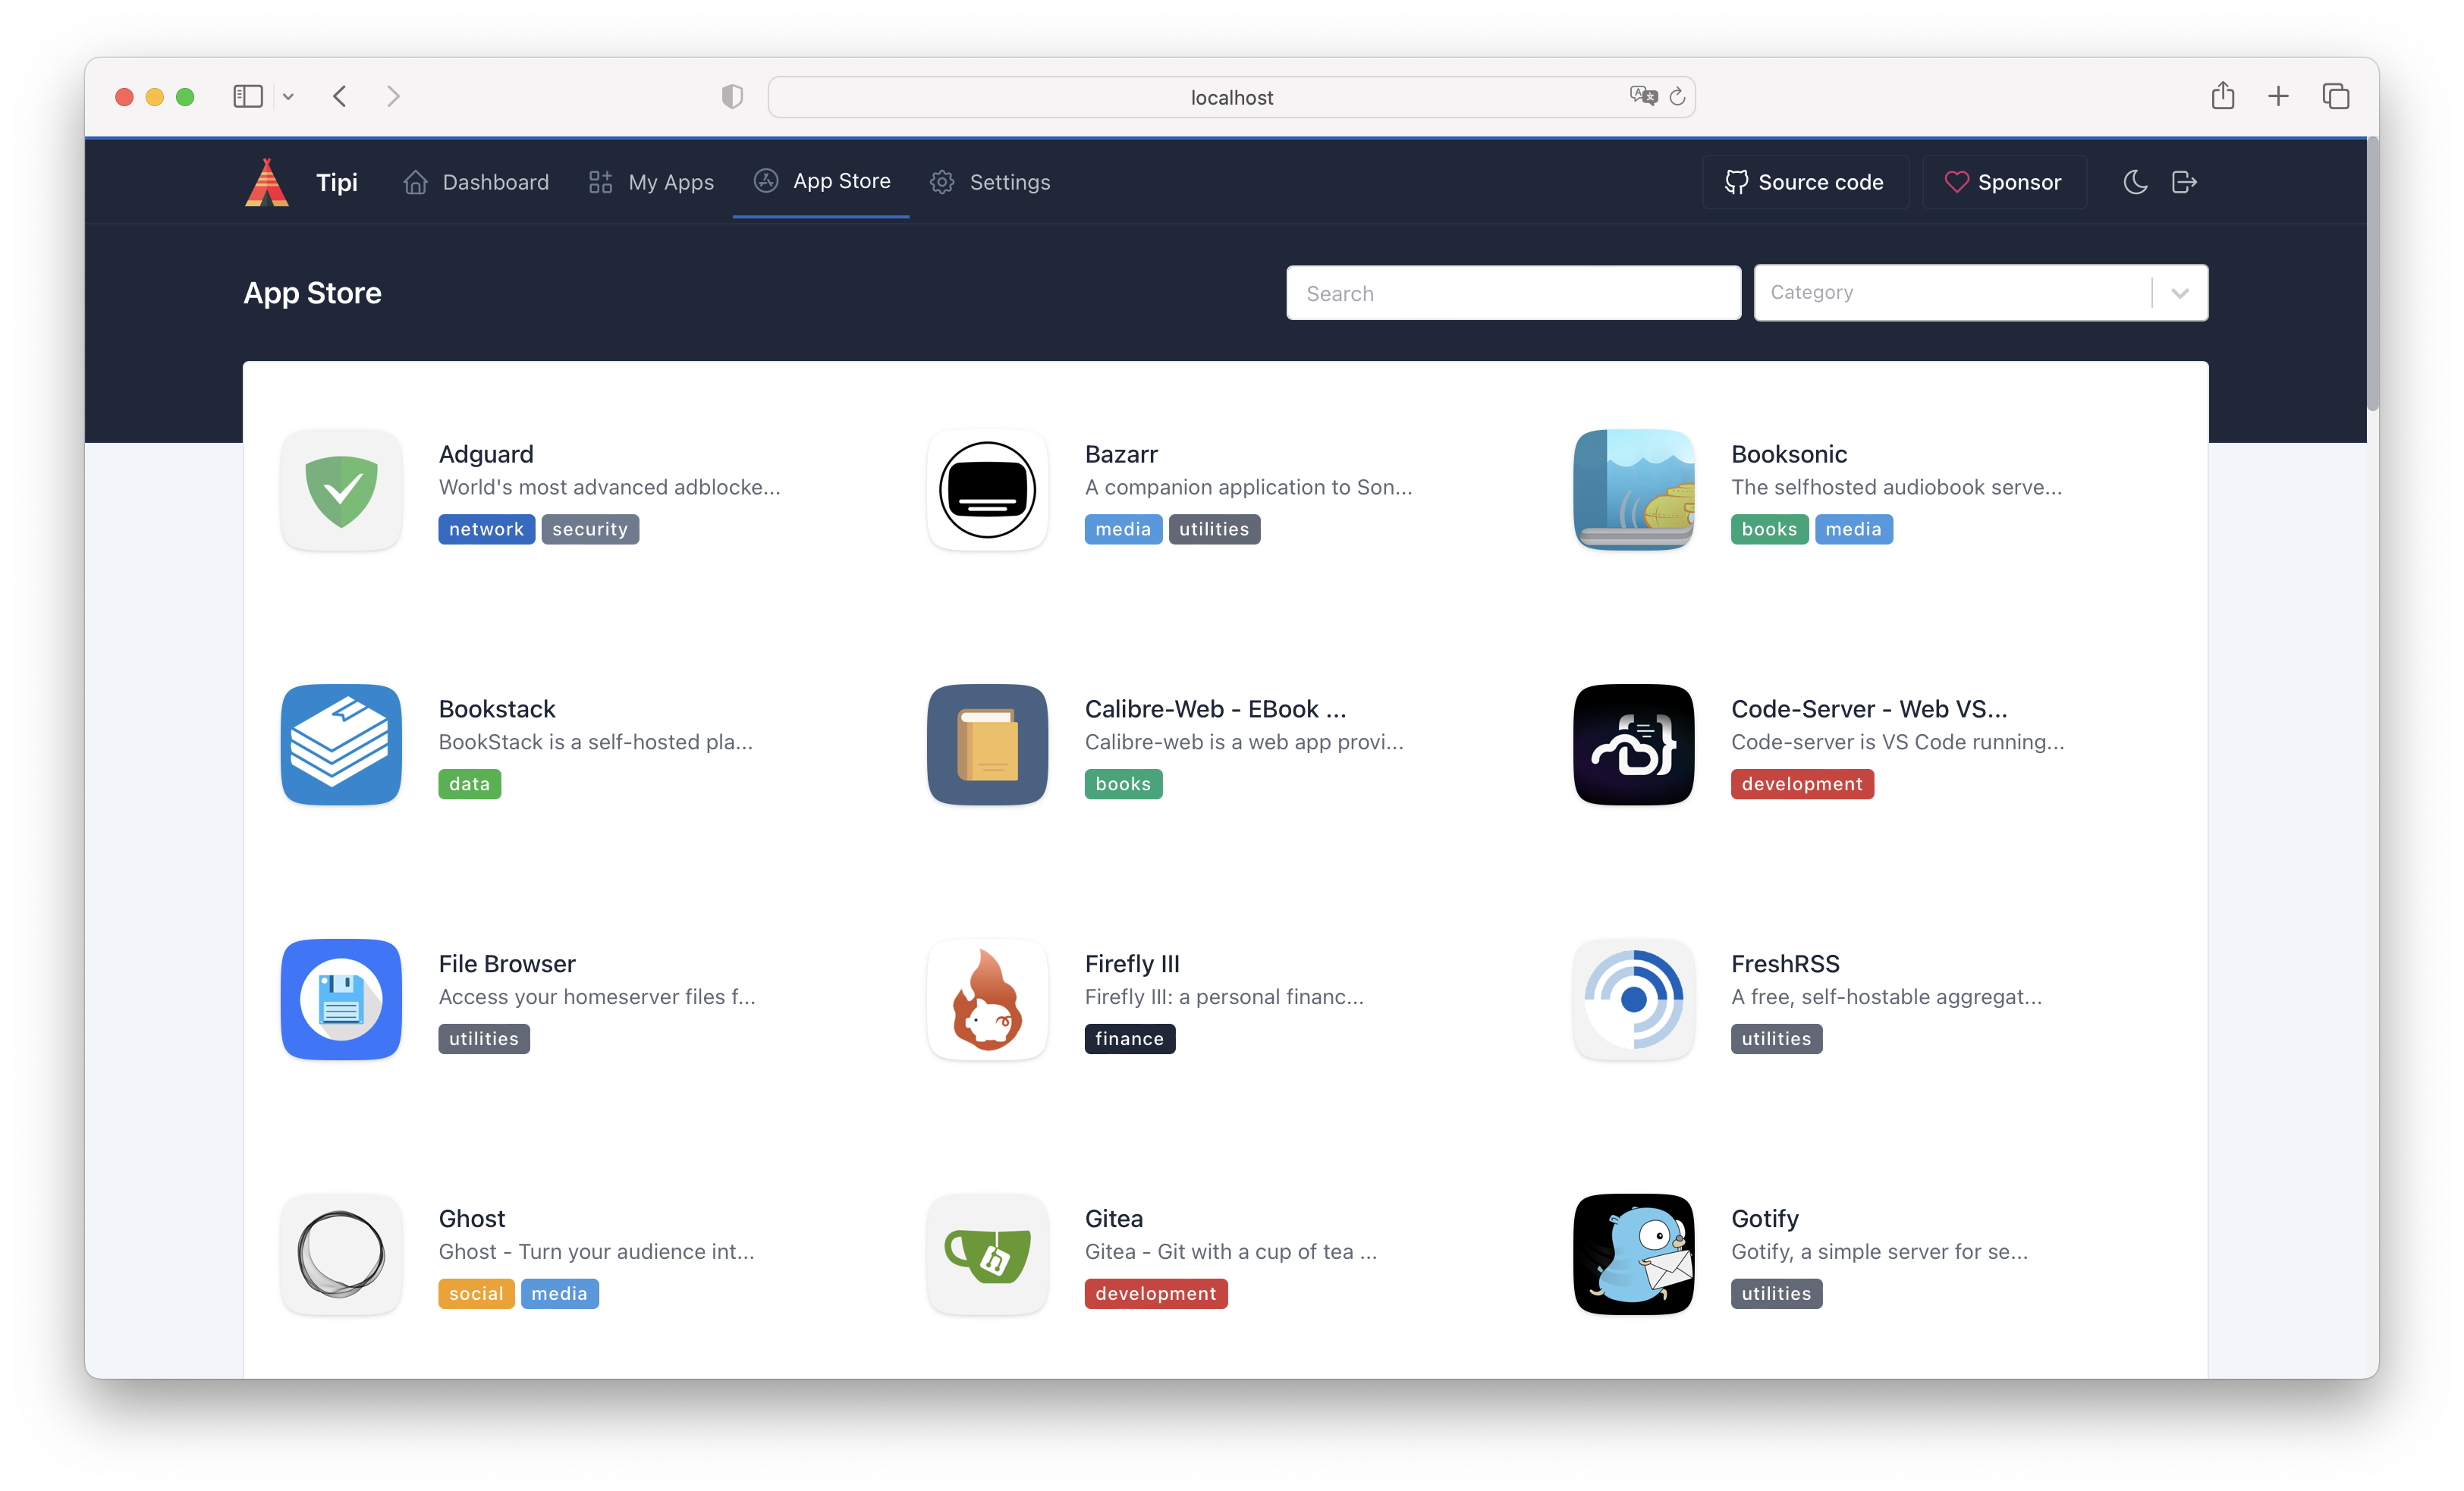 localhost
Tipi
Dashboard
My Apps
App Store
Settings
Source code
Sponsor
App Store
Search
Category
Adguard
World's most advanced adblocke...
network security
Bazarr
A companion application to Son...
media utilities
Booksonic
The selfhosted audiobook serve...
books media
Bookstack
BookStack is a self-hosted pla...
data
Calibre-Web - EBook ...
Calibre-web is a web app provi...
books
Code-Server - Web VS...
Code-server is VS Code running...
development
File Browser
Access your homeserver files f...
utilities
Firefly III
Firefly III: a personal financ...
finance
FreshRSS
A free, self-hostable aggregat...
utilities
Ghost
Ghost - Turn your audience int...
social media
Gitea
Gitea - Git with a cup of tea ...
development
Gotify
Gotify, a simple server for se...
utilities